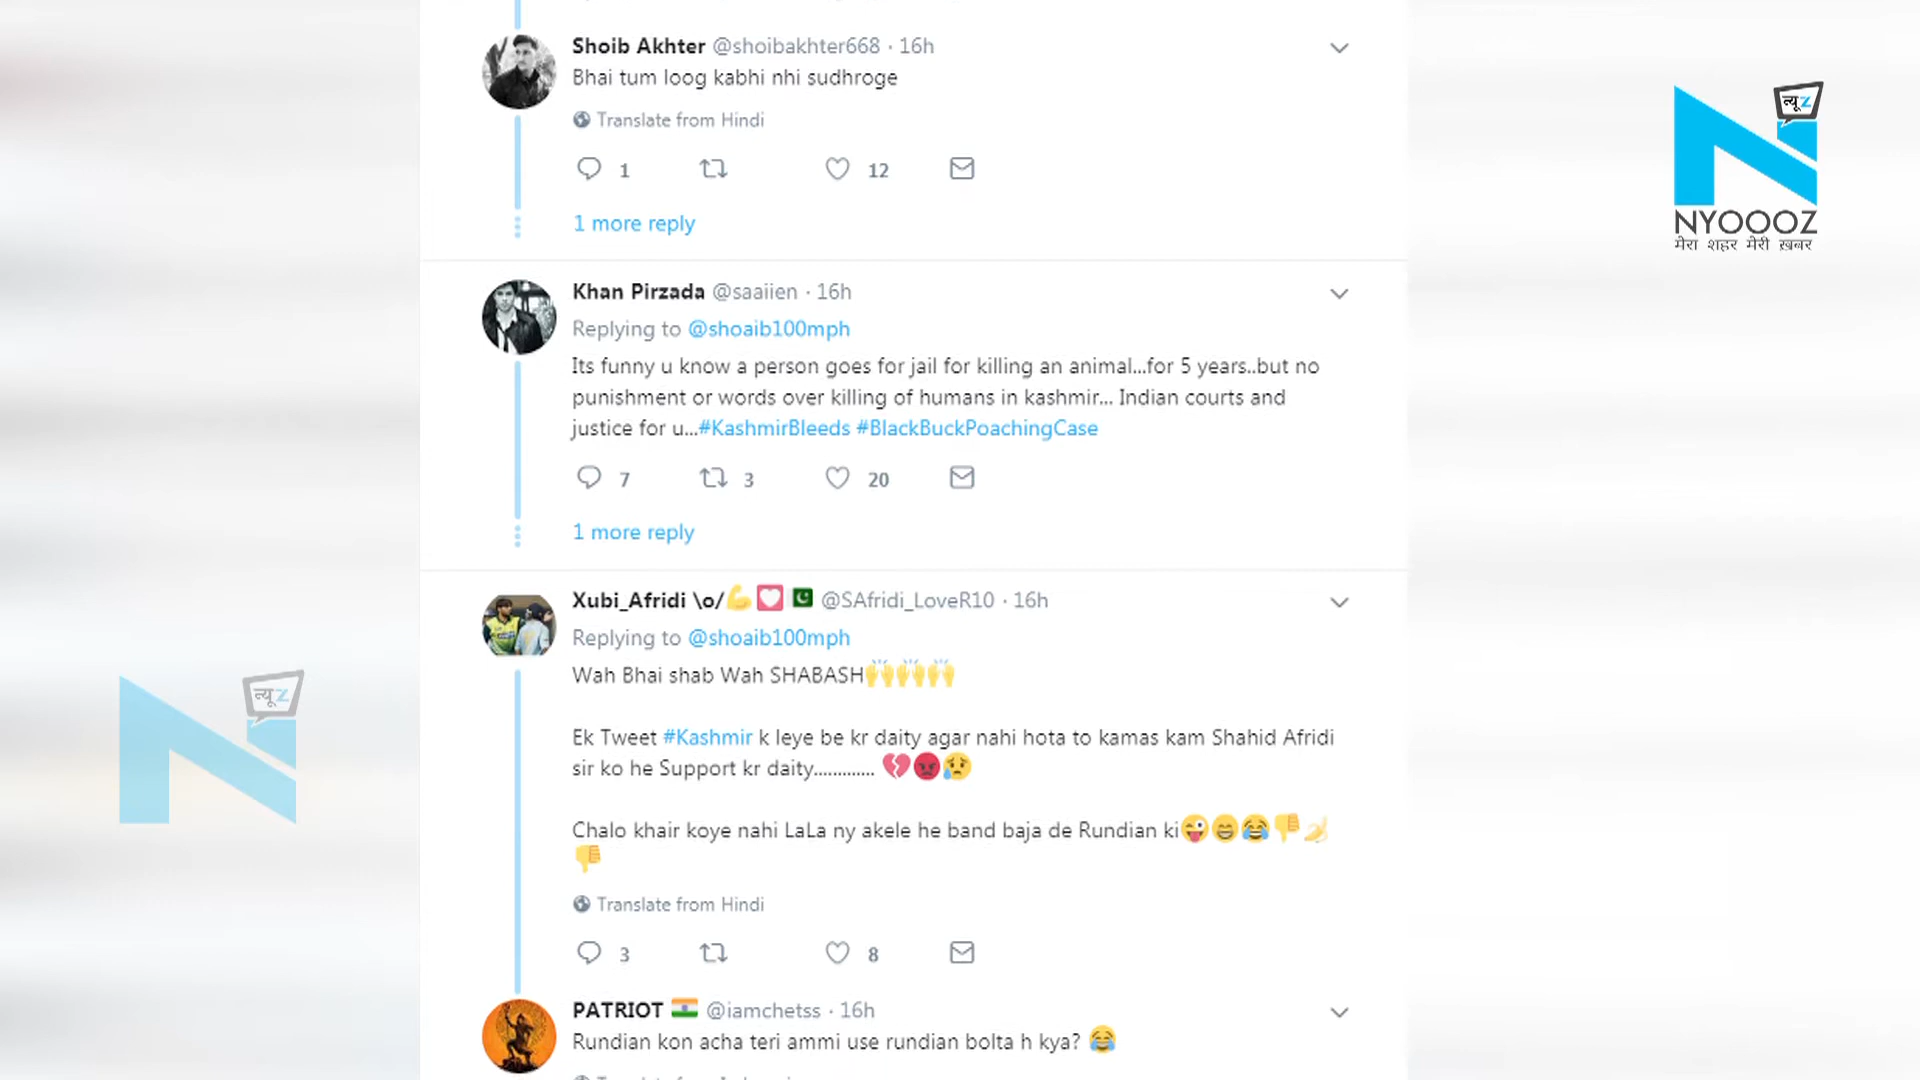 Shoib Akhter @shoibakhter668 · 16h
Bhai tum loog kabhi nhi sudhroge
Translate from Hindi
1 12
1 more reply
Khan Pirzada @saaiien · 16h
Replying to @shoaib100mph
Its funny u know a person goes for jail for killing an animal...for 5 years..but no
punishment or words over killing of humans in kashmir... Indian courts and
justice for u...#KashmirBleeds #BlackBuckPoachingCase
7 3 20
1 more reply
Xubi_Afridi \o/💪💟🇵🇰 @SAfridi_LoveR10 · 16h
Replying to @shoaib100mph
Wah Bhai shab Wah SHABASH🙌🙌🙌
Ek Tweet #Kashmir k leye be kr daity agar nahi hota to kamas kam Shahid Afridi
sir ko he Support kr daity............. 💔😡😥
Chalo khair koye nahi LaLa ny akele he band baja de Rundian ki😜😁😂👎🍌
👎
Translate from Hindi
3 8
PATRIOT 🇮🇳 @iamchetss · 16h
Rundian kon acha teri ammi use rundian bolta h kya? 😂
न्यूz
NYOOOZ
मेरा शहर मेरी ख़बर
न्यूz